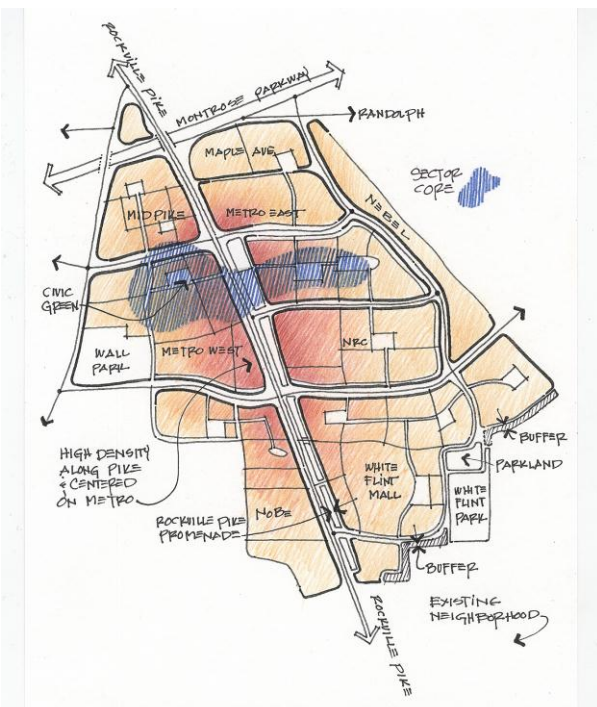 ROCKVILLE PIKE
MONTROSE PARKWAY
RANDOLPH
MAPLE AVE
SECTOR
CORE
MID PIKE
METRO EAST
NEBEL
CIVIC
GREEN
WALL
PARK
METRO WEST
NRC
HIGH DENSITY
ALONG PIKE
& CENTERED
ON METRO
BUFFER
PARKLAND
WHITE
FLINT
MALL
WHITE
FLINT
PARK
NOBE
ROCKVILLE PIKE
PROMENADE
BUFFER
EXISTING
NEIGHBORHOOD
ROCKVILLE PIKE